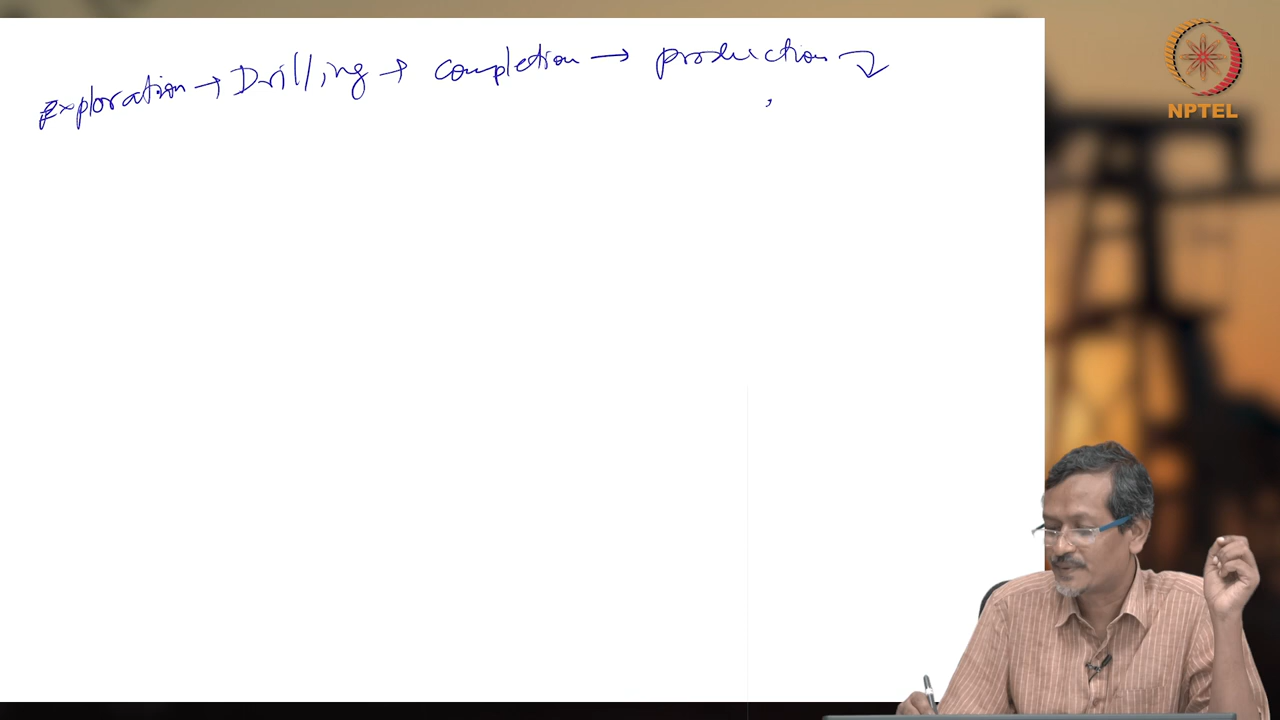 Exploration → Drilling → completion → production ↴
NPTEL